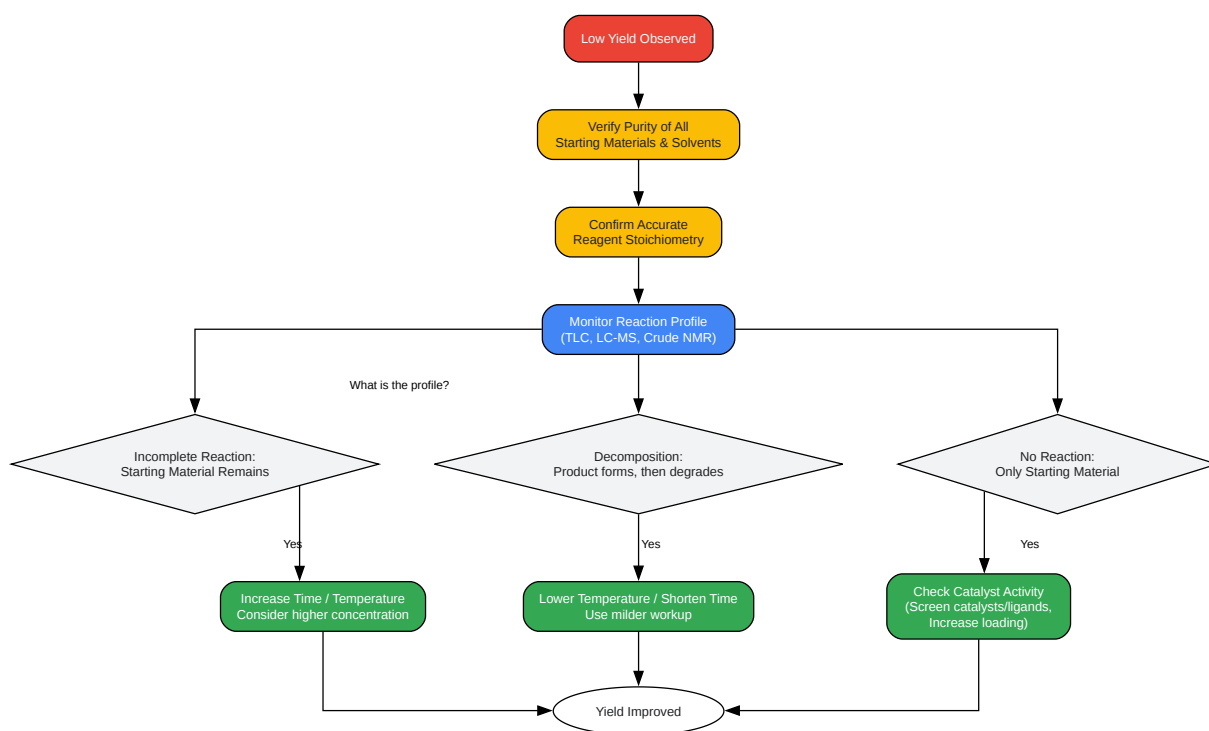 Low Yield Observed
Verify Purity of All
Starting Materials & Solvents
Confirm Accurate
Reagent Stoichiometry
Monitor Reaction Profile
(TLC, LC-MS, Crude NMR)
What is the profile?
Incomplete Reaction:
Starting Material Remains
Decomposition:
Product forms, then degrades
No Reaction:
Only Starting Material
Yes
Yes
Yes
Increase Time / Temperature
Consider higher concentration
Lower Temperature / Shorten Time
Use milder workup
Check Catalyst Activity
(Screen catalysts/ligands,
Increase loading)
Yield Improved